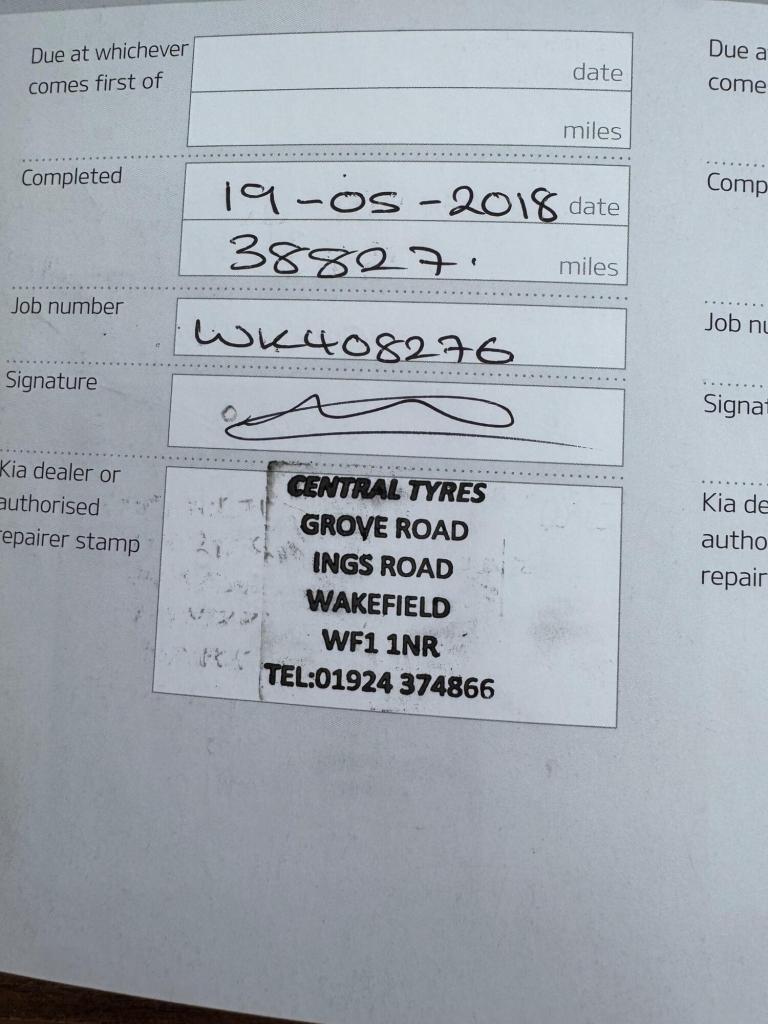 Due at whichever
comes first of
date
miles
Completed
19-05-2018 date
38827. miles
Job number
WK408276
Signature
Kia dealer or
authorised
repairer stamp
CENTRAL TYRES
GROVE ROAD
INGS ROAD
WAKEFIELD
WF1 1NR
TEL:01924 374866
Due a
come
Comp
Job nu
Signat
Kia de
autho
repair